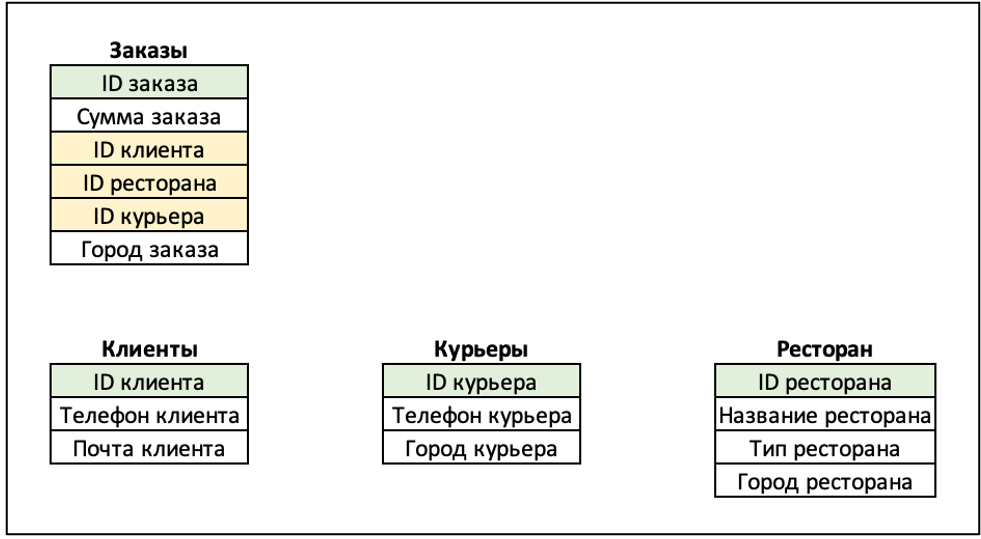 Заказы
ID заказа
Сумма заказа
ID клиента
ID ресторана
ID курьера
Город заказа
Клиенты
ID клиента
Телефон клиента
Почта клиента
Курьеры
ID курьера
Телефон курьера
Город курьера
Ресторан
ID ресторана
Название ресторана
Тип ресторана
Город ресторана